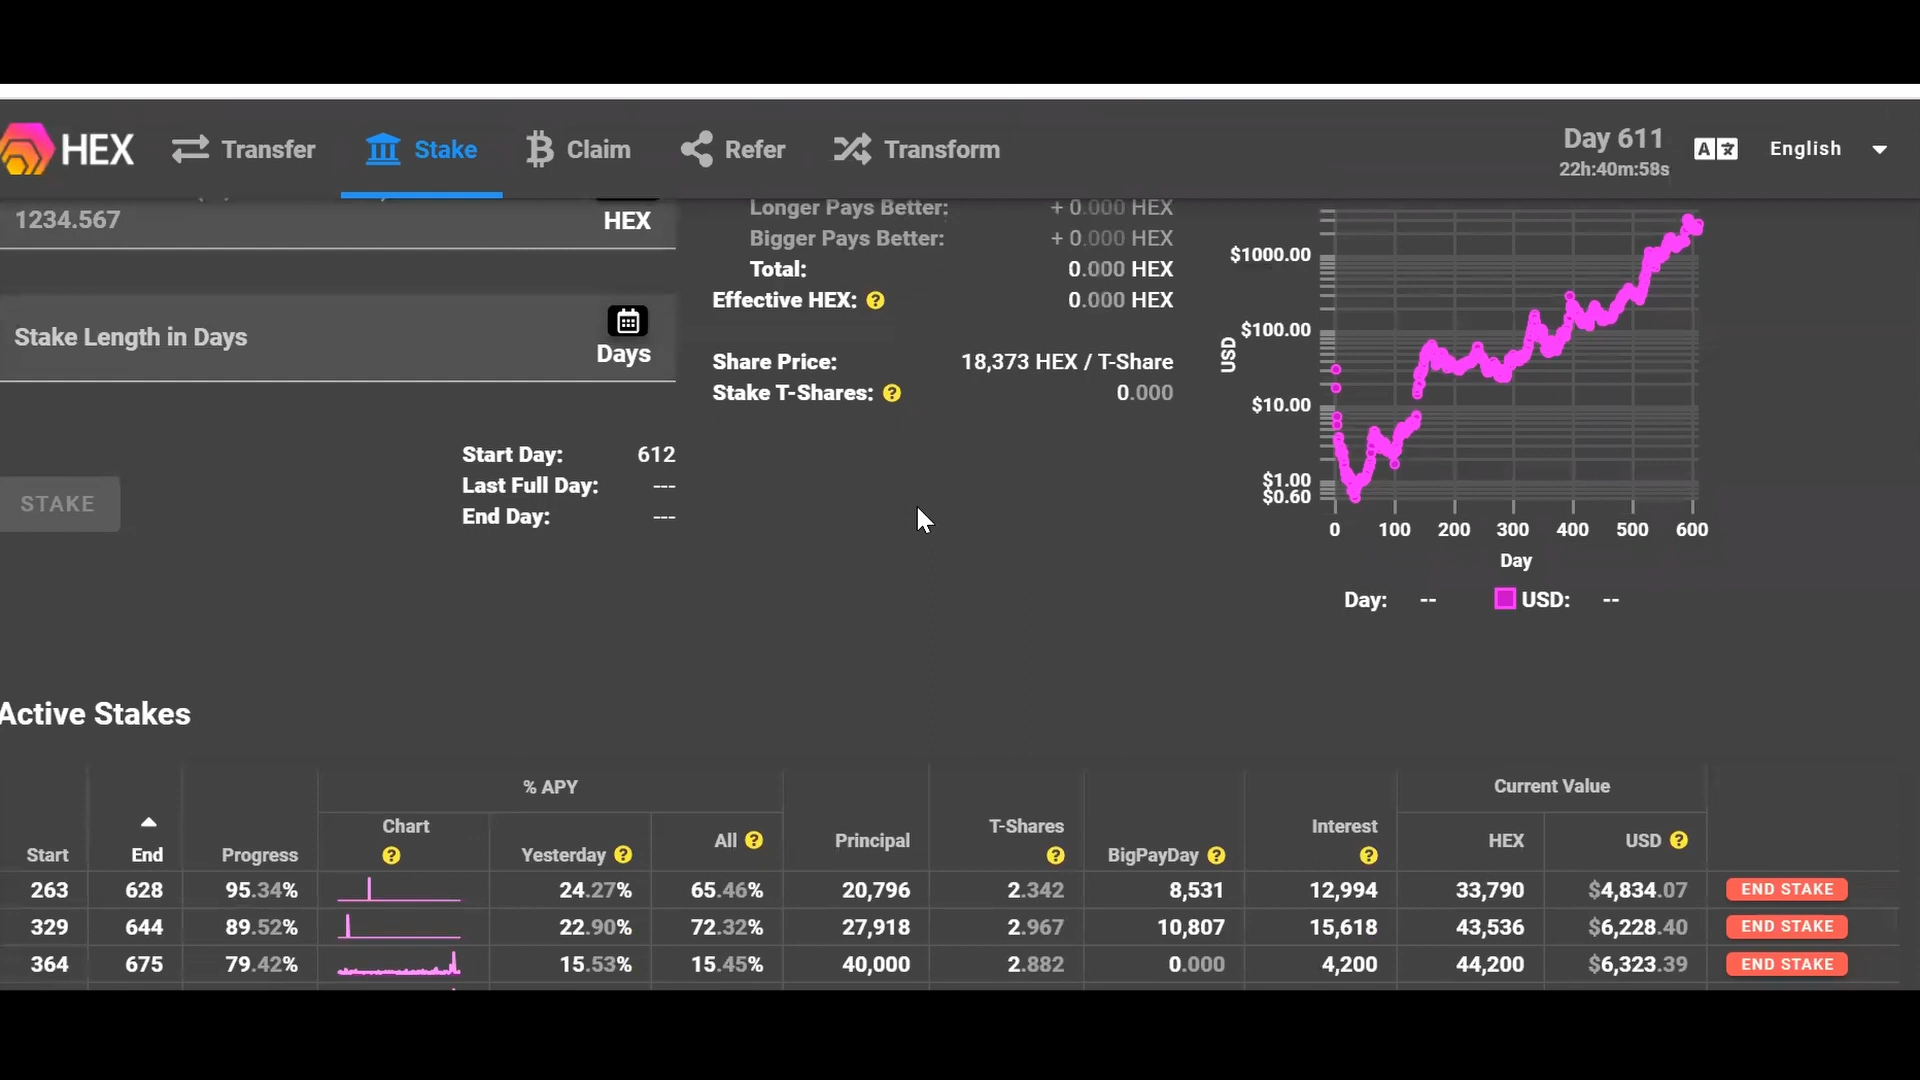 HEX
Transfer
Stake
Claim
Refer
Transform
Day 611
22h:40m:58s
English
1234.567
HEX
Stake Length in Days
Days
STAKE
Start Day: 612
Last Full Day: ---
End Day: ---
Longer Pays Better: + 0.000 HEX
Bigger Pays Better: + 0.000 HEX
Total: 0.000 HEX
Effective HEX: ? 0.000 HEX
Share Price: 18,373 HEX / T-Share
Stake T-Shares: ? 0.000
USD
$1000.00
$100.00
$10.00
$1.00
$0.60
0 100 200 300 400 500 600
Day
Day: -- USD: --
Active Stakes
% APY Current Value
Start End Progress Chart ? Yesterday ? All ? Principal T-Shares ? BigPayDay ? Interest ? HEX USD ?
263 628 95.34% 24.27% 65.46% 20,796 2.342 8,531 12,994 33,790 $4,834.07 END STAKE
329 644 89.52% 22.90% 72.32% 27,918 2.967 10,807 15,618 43,536 $6,228.40 END STAKE
364 675 79.42% 15.53% 15.45% 40,000 2.882 0.000 4,200 44,200 $6,323.39 END STAKE